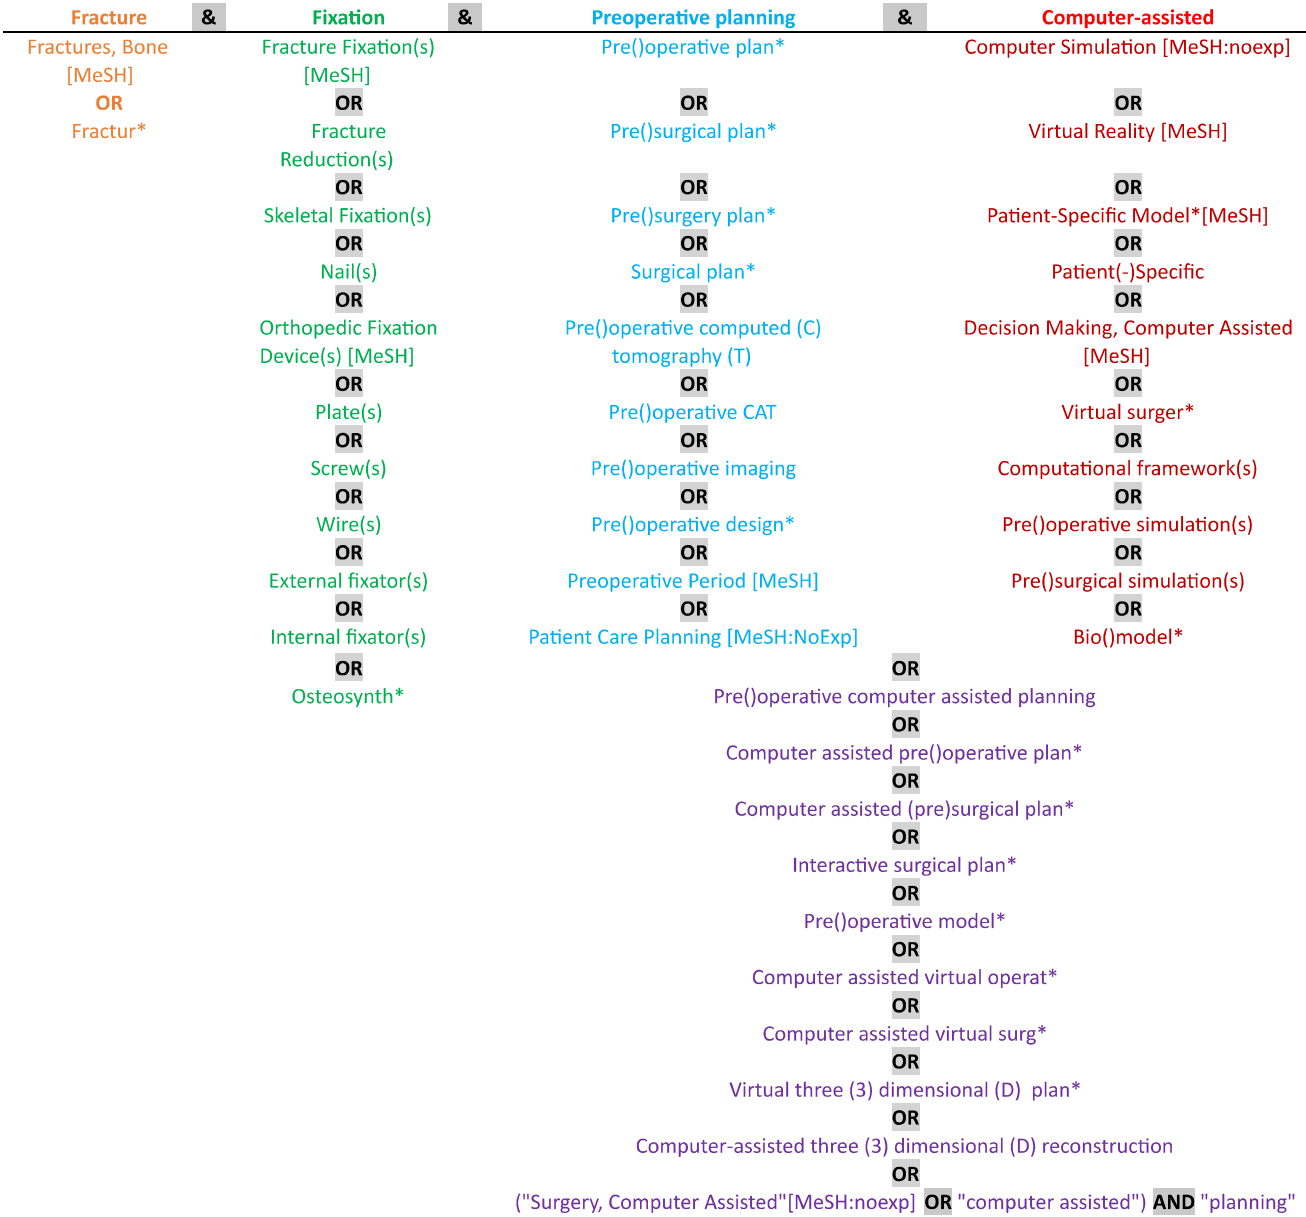 Fracture & Fixation & Preoperative planning & Computer-assisted
Fractures, Bone Fracture Fixation(s) Pre()operative plan* Computer Simulation [MeSH:noexp]
[MeSH] [MeSH]
OR OR OR OR
Fractur* Fracture Pre()surgical plan* Virtual Reality [MeSH]
Reduction(s)
OR OR OR
Skeletal Fixation(s) Pre()surgery plan* Patient-Specific Model*[MeSH]
OR OR OR
Nail(s) Surgical plan* Patient(-)Specific
OR OR OR
Orthopedic Fixation Pre()operative computed (C) Decision Making, Computer Assisted
Device(s) [MeSH] tomography (T) [MeSH]
OR OR OR
Plate(s) Pre()operative CAT Virtual surger*
OR OR OR
Screw(s) Pre()operative imaging Computational framework(s)
OR OR OR
Wire(s) Pre()operative design* Pre()operative simulation(s)
OR OR OR
External fixator(s) Preoperative Period [MeSH] Pre()surgical simulation(s)
OR OR OR
Internal fixator(s) Patient Care Planning [MeSH:NoExp] Bio()model*
OR OR
Osteosynth* Pre()operative computer assisted planning
OR
Computer assisted pre()operative plan*
OR
Computer assisted (pre)surgical plan*
OR
Interactive surgical plan*
OR
Pre()operative model*
OR
Computer assisted virtual operat*
OR
Computer assisted virtual surg*
OR
Virtual three (3) dimensional (D) plan*
OR
Computer-assisted three (3) dimensional (D) reconstruction
OR
("Surgery, Computer Assisted"[MeSH:noexp] OR "computer assisted") AND "planning"